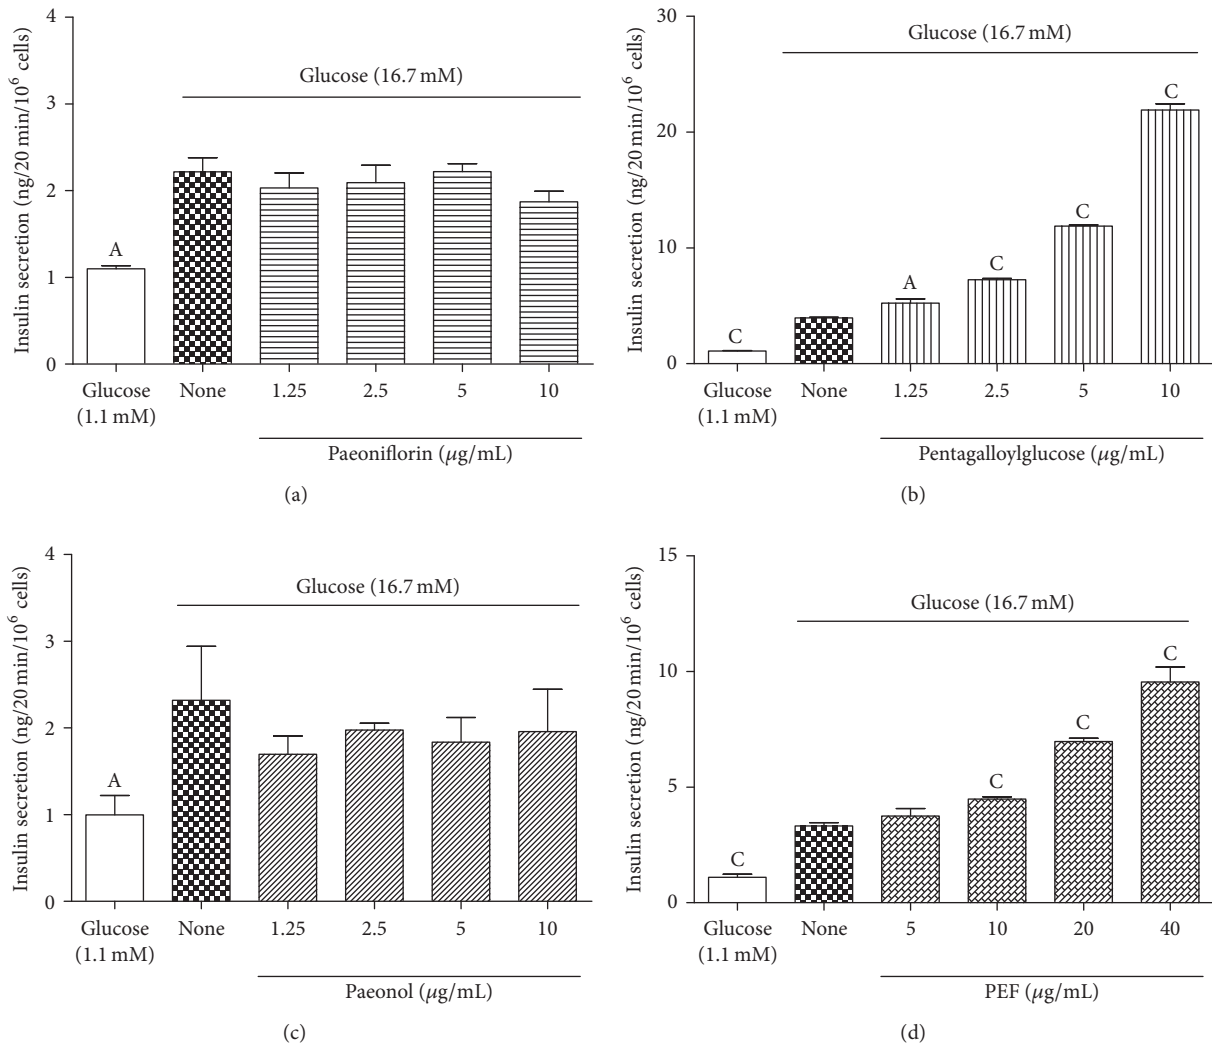 4
3
2
1
0
Insulin secretion (ng/20 min/10⁶ cells)
Glucose (16.7 mM)
A
Glucose
(1.1 mM)
None
1.25
2.5
5
10
Paeoniflorin (μg/mL)
(a)
30
20
10
0
Insulin secretion (ng/20 min/10⁶ cells)
Glucose (16.7 mM)
C
A
C
C
C
Glucose
(1.1 mM)
None
1.25
2.5
5
10
Pentagalloylglucose (μg/mL)
(b)
4
3
2
1
0
Insulin secretion (ng/20 min/10⁶ cells)
Glucose (16.7 mM)
A
Glucose
(1.1 mM)
None
1.25
2.5
5
10
Paeonol (μg/mL)
(c)
15
10
5
0
Insulin secretion (ng/20 min/10⁶ cells)
Glucose (16.7 mM)
C
C
C
C
Glucose
(1.1 mM)
None
5
10
20
40
PEF (μg/mL)
(d)